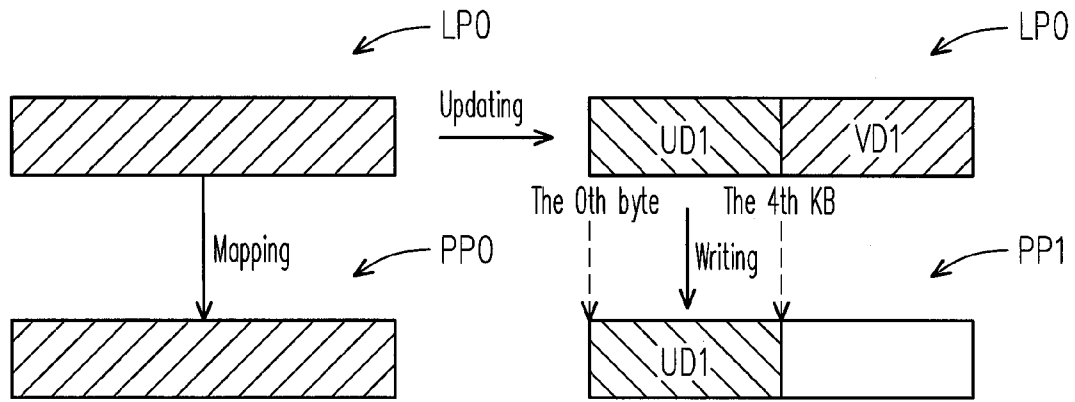 LP0
LP0
Updating
UD1
VD1
The 0th byte
The 4th KB
Mapping
PP0
Writing
PP1
UD1